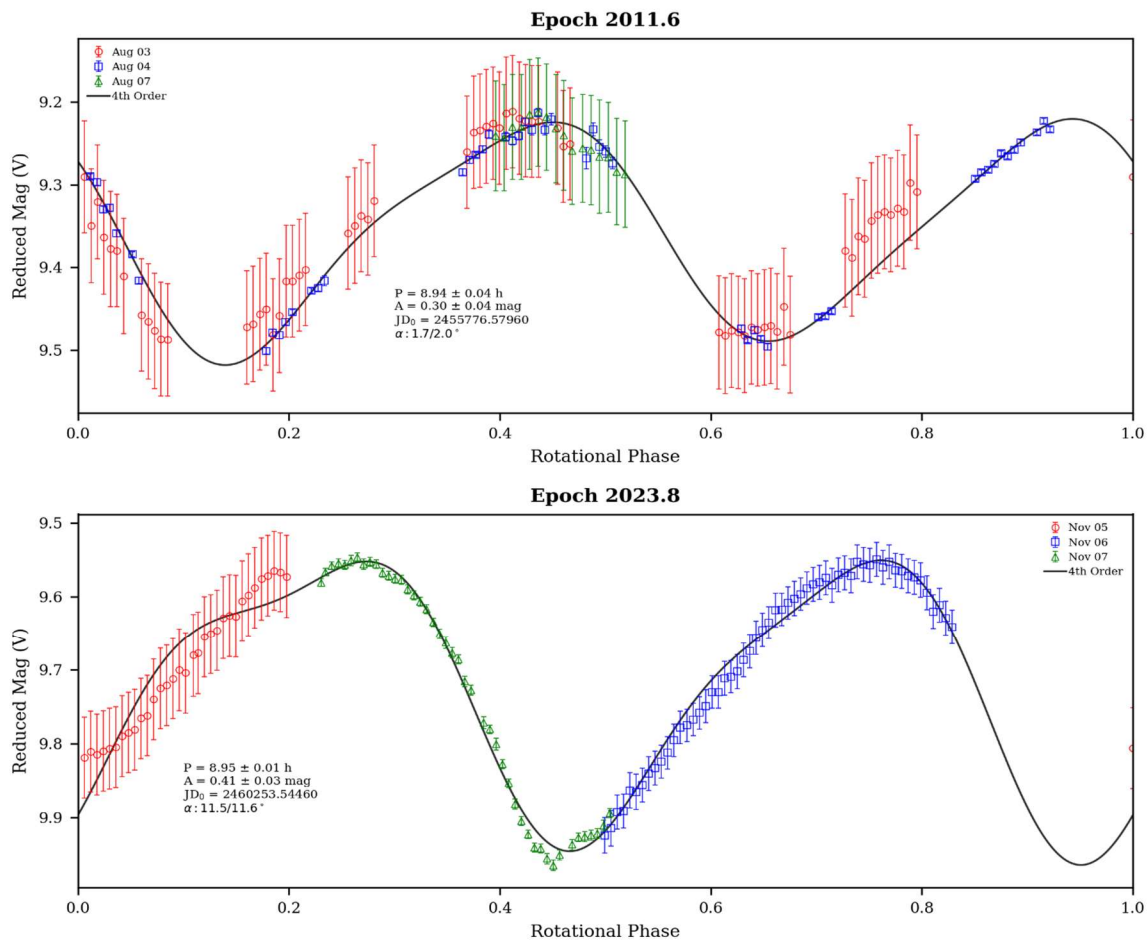 Epoch 2011.6
Aug 03
Aug 04
Aug 07
4th Order
9.2
9.3
9.4
9.5
Reduced Mag (V)
P = 8.94 ± 0.04 h
A = 0.30 ± 0.04 mag
JD₀ = 2455776.57960
α : 1.7/2.0°
0.0 0.2 0.4 0.6 0.8 1.0
Rotational Phase
Epoch 2023.8
Nov 05
Nov 06
Nov 07
4th Order
9.5
9.6
9.7
9.8
9.9
Reduced Mag (V)
P = 8.95 ± 0.01 h
A = 0.41 ± 0.03 mag
JD₀ = 2460253.54460
α : 11.5/11.6°
0.0 0.2 0.4 0.6 0.8 1.0
Rotational Phase